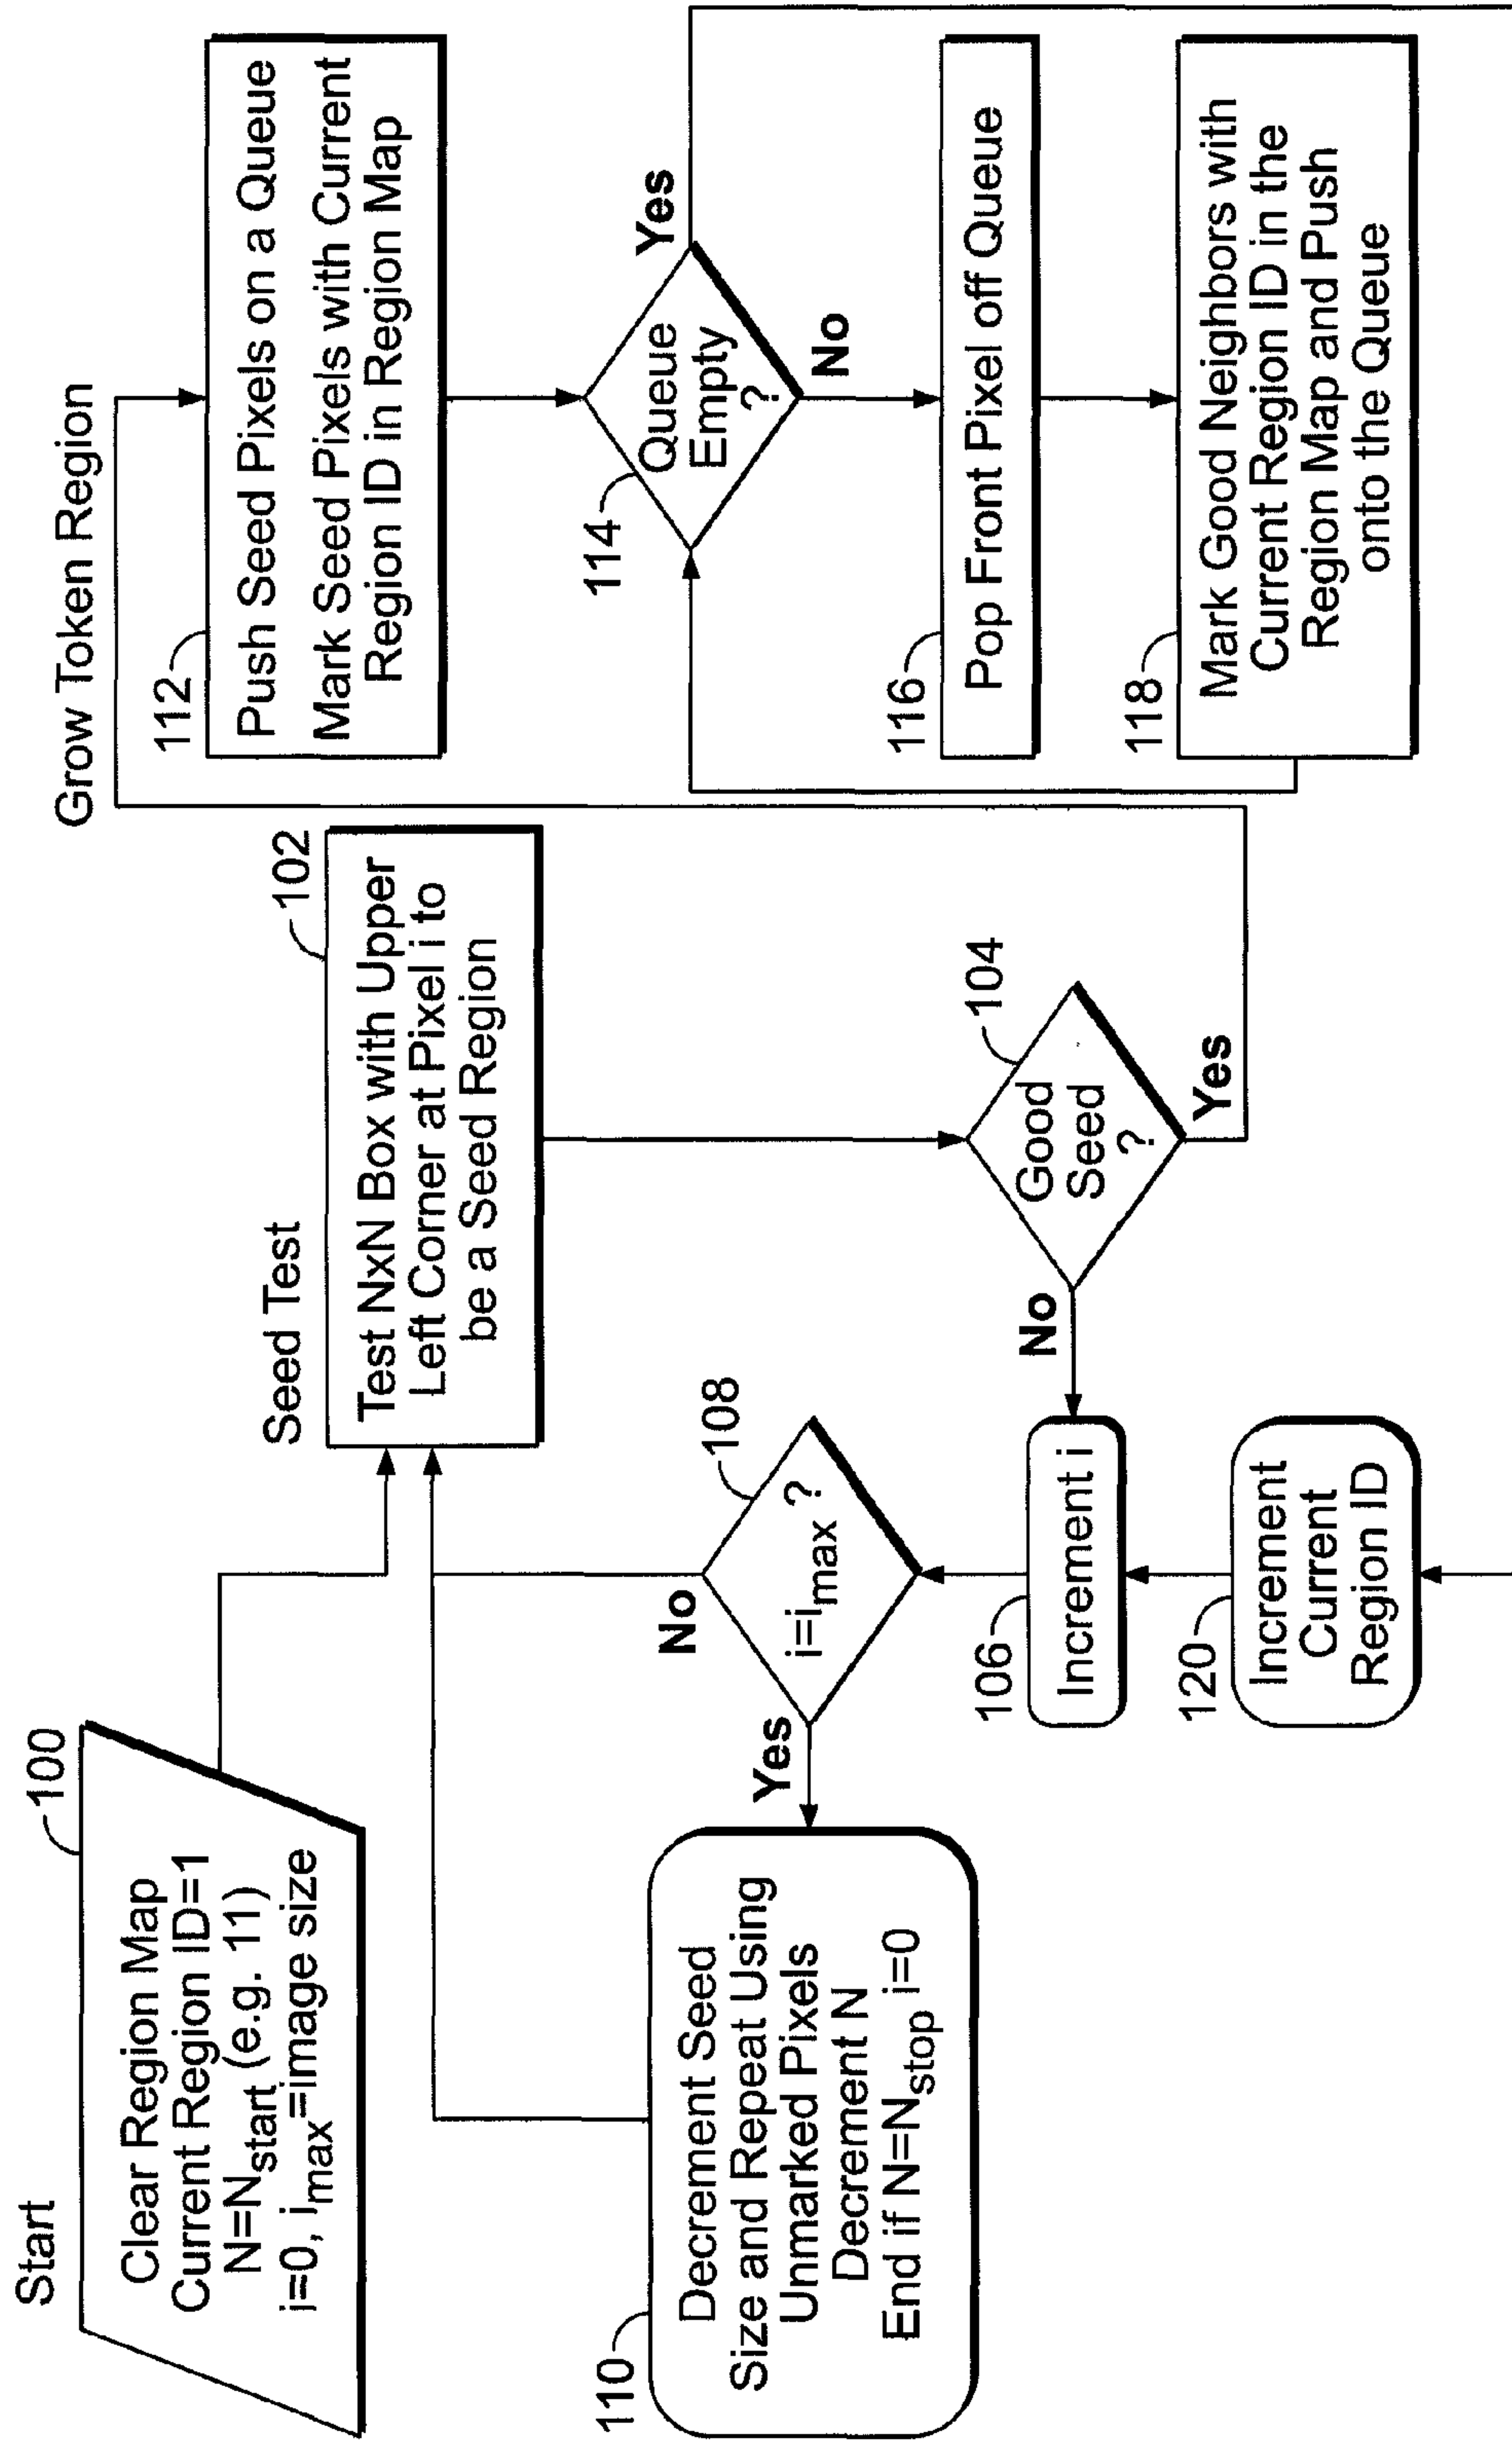 Start
100
Clear Region Map
Current Region ID=1
N=Nstart (e.g. 11)
i=0, imax=image size
Seed Test
102
Test NxN Box with Upper
Left Corner at Pixel i to
be a Seed Region
104
Good
Seed
?
No
Yes
106
Increment i
108
i=imax ?
No
Yes
110
Decrement Seed
Size and Repeat Using
Unmarked Pixels
Decrement N
End if N=Nstop i=0
Grow Token Region
112
Push Seed Pixels on a Queue
Mark Seed Pixels with Current
Region ID in Region Map
114
Queue
Empty
?
Yes
No
116
Pop Front Pixel off Queue
118
Mark Good Neighbors with
Current Region ID in the
Region Map and Push
onto the Queue
120
Increment
Current
Region ID